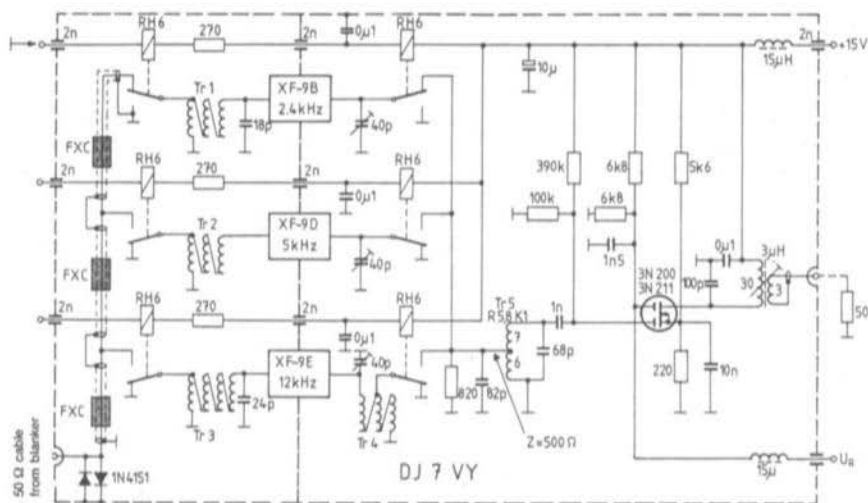 2n RH6 270 2n 0µ1 RH6 2n +15V
15µH
10µ
Tr 1 XF-9B 2.4kHz
18p 40p
FXC
390k 6k8 5k6
2n RH6 270 2n 0µ1 RH6
100k 6k8
1n5
Tr 2 XF-9D 5kHz
40p
FXC
0µ1 3µH
3N 200
3N 211
100p 30 3
50
2n RH6 270 2n 0µ1 RH6
Tr5
R58K1
1n
7
6
68p
40p
XF-9E 12kHz
24p
Tr 3 Tr 4
820 82p
220 10n
FXC
Z=500 Ω
50 Ω cable
from blanker
1N4151
DJ 7 VY
15µ